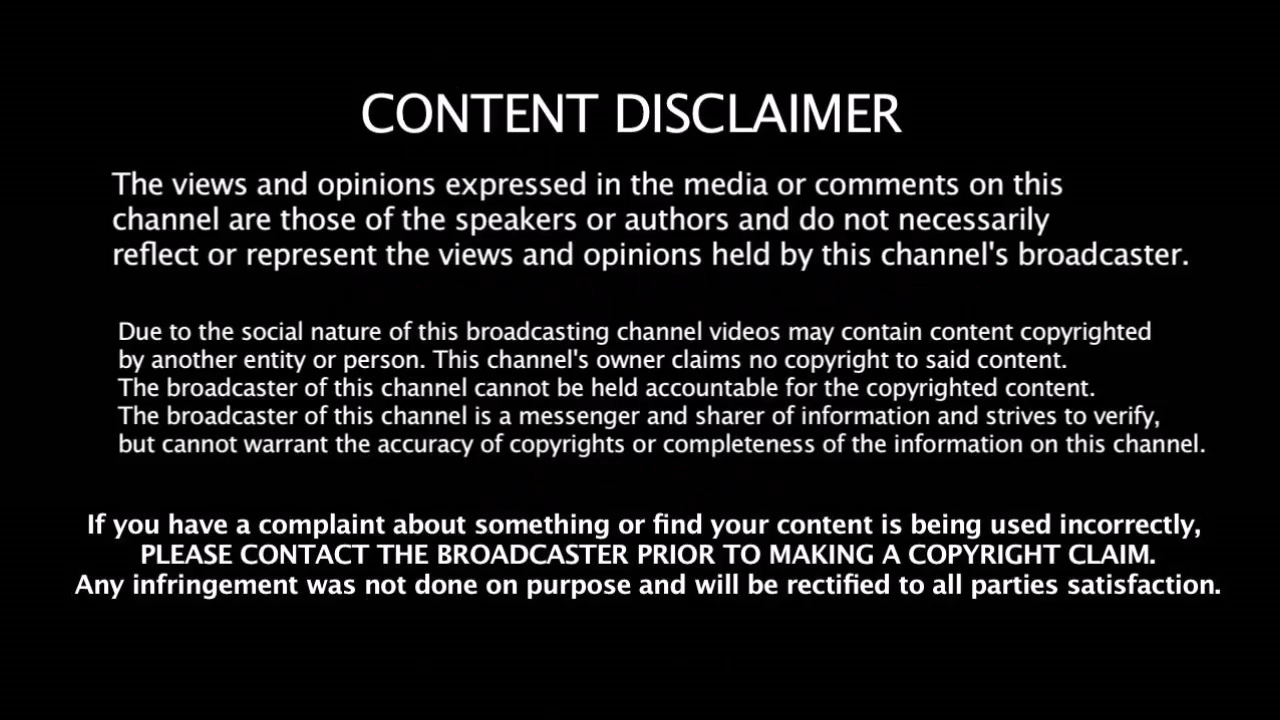 CONTENT DISCLAIMER
The views and opinions expressed in the media or comments on this
channel are those of the speakers or authors and do not necessarily
reflect or represent the views and opinions held by this channel's broadcaster.
Due to the social nature of this broadcasting channel videos may contain content copyrighted
by another entity or person. This channel's owner claims no copyright to said content.
The broadcaster of this channel cannot be held accountable for the copyrighted content.
The broadcaster of this channel is a messenger and sharer of information and strives to verify,
but cannot warrant the accuracy of copyrights or completeness of the information on this channel.
If you have a complaint about something or find your content is being used incorrectly,
PLEASE CONTACT THE BROADCASTER PRIOR TO MAKING A COPYRIGHT CLAIM.
Any infringement was not done on purpose and will be rectified to all parties satisfaction.